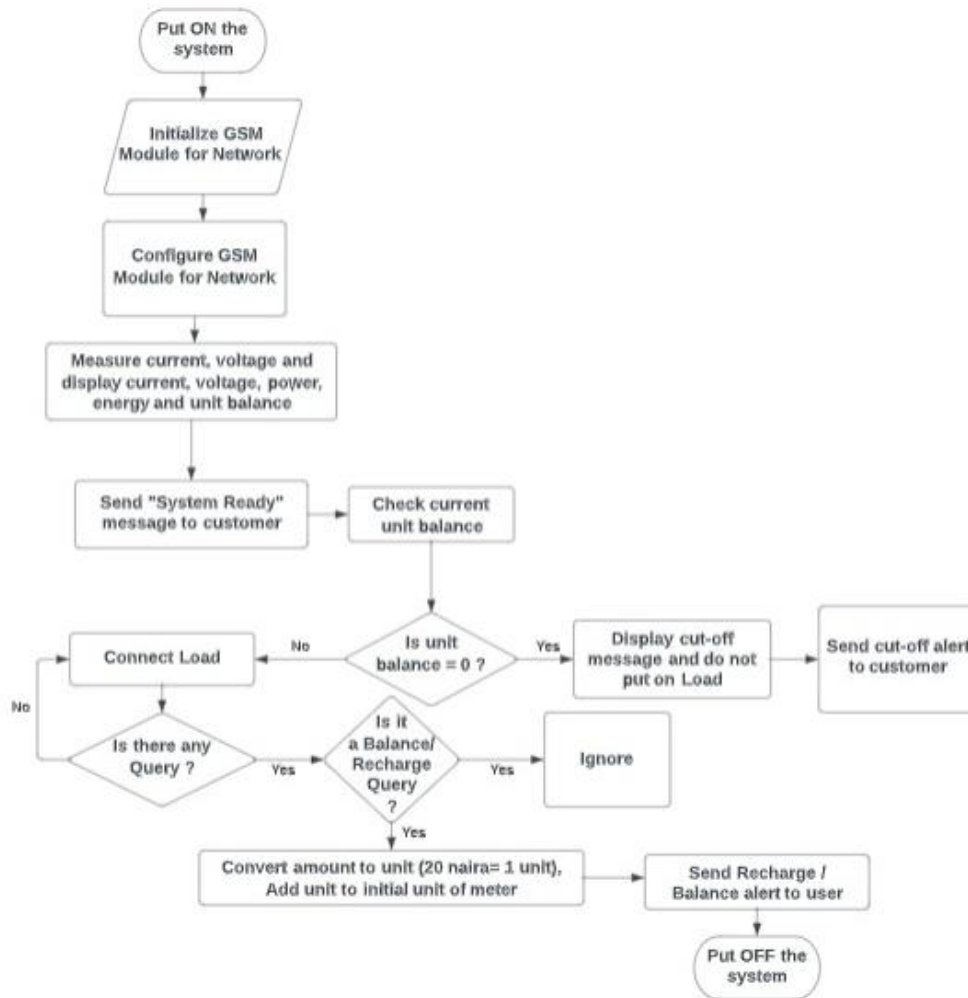 Put ON the
system
Initialize GSM
Module for Network
Configure GSM
Module for Network
Measure current, voltage and
display current, voltage, power,
energy and unit balance
Send "System Ready"
message to customer
Check current
unit balance
Is unit
balance = 0 ?
No
Yes
Connect Load
Display cut-off
message and do not
put on Load
Send cut-off alert
to customer
No
Is there any
Query ?
Yes
Is it
a Balance/
Recharge
Query
?
Yes
Ignore
Yes
Convert amount to unit (20 naira= 1 unit),
Add unit to initial unit of meter
Send Recharge /
Balance alert to user
Put OFF the
system